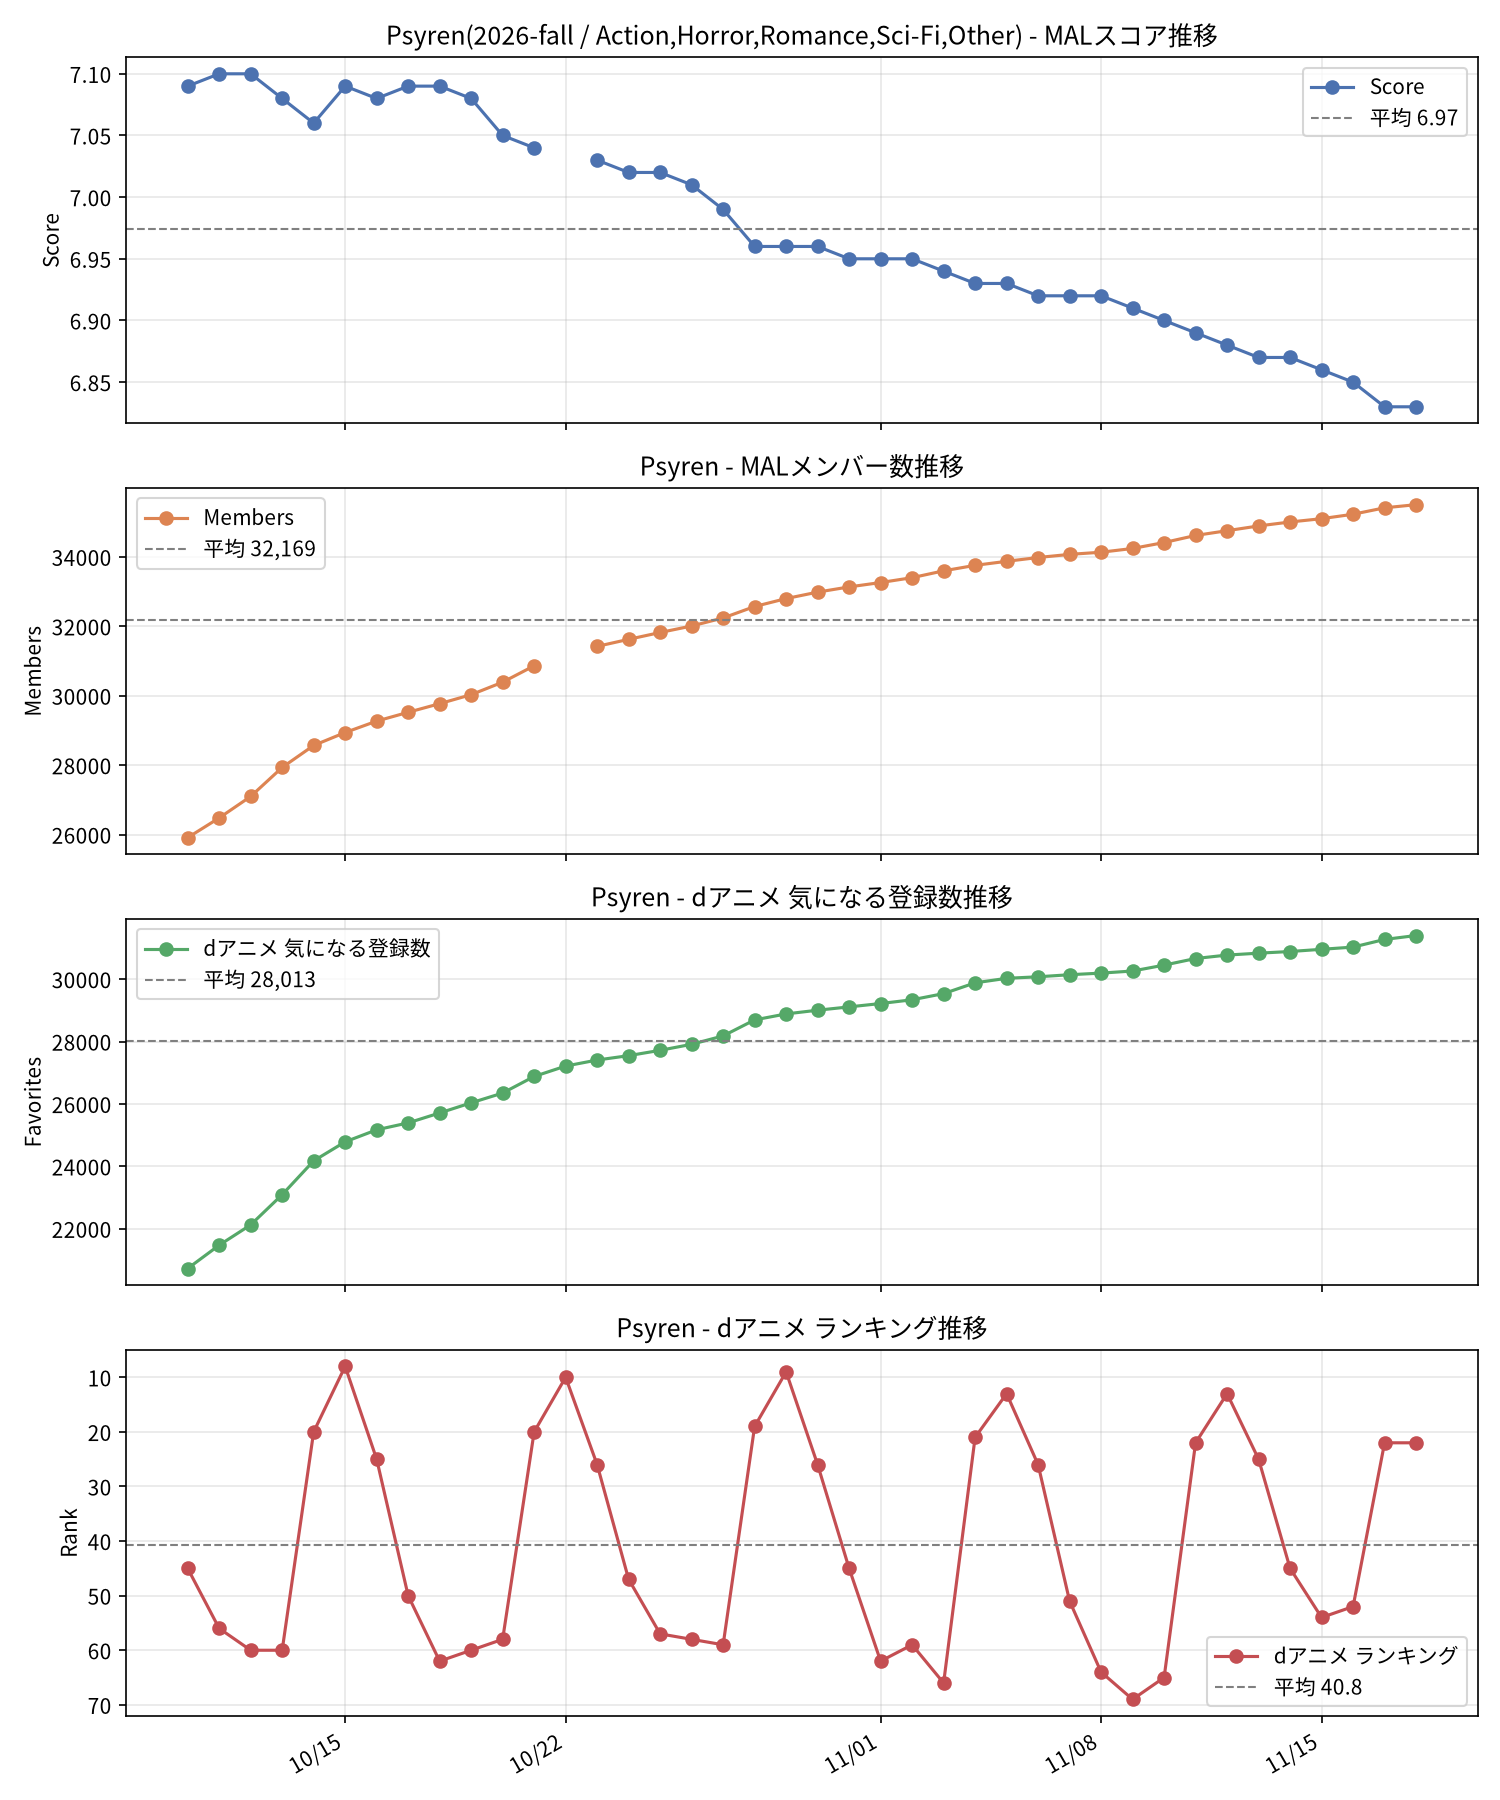 Psyren(2026-fall / Action,Horror,Romance,Sci-Fi,Other) - MALスコア推移
Score
7.10
7.05
7.00
6.95
6.90
6.85
Score
平均 6.97
Psyren - MALメンバー数推移
Members
34000
32000
30000
28000
26000
Members
平均 32,169
Psyren - dアニメ 気になる登録数推移
Favorites
30000
28000
26000
24000
22000
dアニメ 気になる登録数
平均 28,013
Psyren - dアニメ ランキング推移
Rank
10
20
30
40
50
60
70
dアニメ ランキング
平均 40.8
10/15
10/22
11/01
11/08
11/15